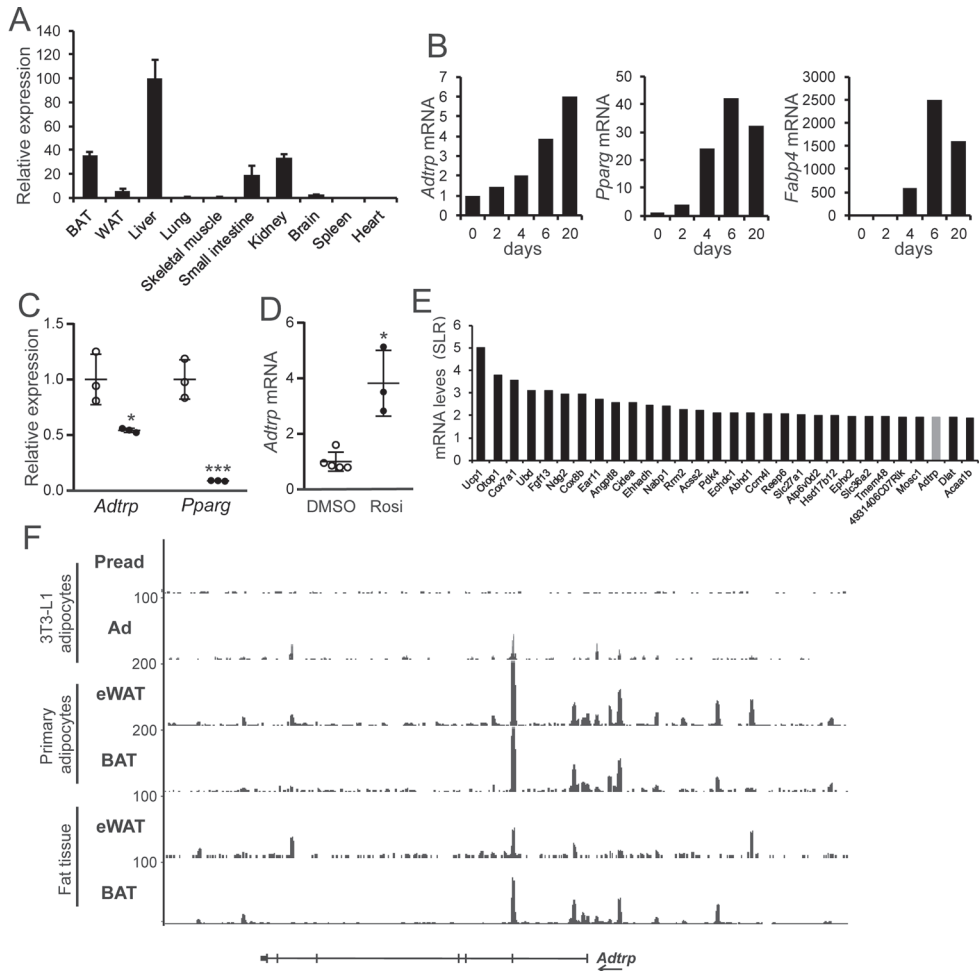 A
Relative expression
140
120
100
80
60
40
20
0
BAT
WAT
Liver
Lung
Skeletal muscle
Small intestine
Kidney
Brain
Spleen
Heart
B
Adtrp mRNA
7
6
5
4
3
2
1
0
0 2 4 6 20
days
Pparg mRNA
50
40
30
20
10
0
0 2 4 6 20
days
Fabp4 mRNA
3000
2500
2000
1500
1000
500
0
0 2 4 6 20
days
C
Relative expression
1.5
1.0
0.5
0.0
*
***
Adtrp Pparg
D
Adtrp mRNA
6
4
2
0
*
DMSO Rosi
E
mRNA leves (SLR)
6
5
4
3
2
1
0
Ucp1
Otop1
Cox7a1
Ubd
Fgf13
Ndg2
Cox8b
Ear11
Angptl8
Cidea
Ehhadh
Nabp1
Rrm2
Acss2
Pdk4
Echdc1
Abhd1
Ccrn4l
Reep6
Slc27a1
Atp6v0d2
Hsd17b12
Ephx2
Slc36a2
Tmem48
4931406C07Rik
Mosc1
Adtrp
Dlat
Acaa1b
F
3T3-L1
adipocytes
Pread
100
Ad
200
Primary
adipocytes
eWAT
200
BAT
100
Fat tissue
eWAT
100
BAT
Adtrp